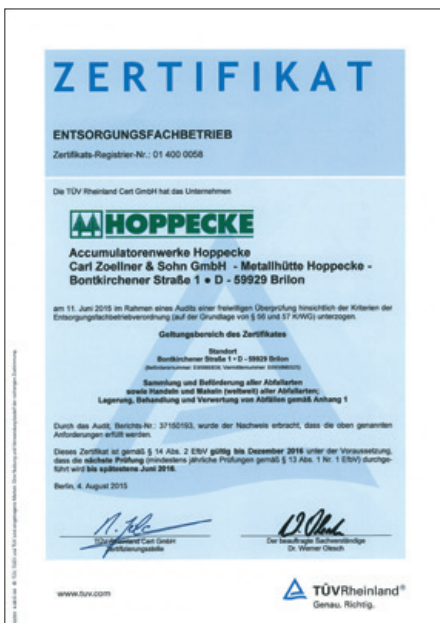 ZERTIFIKAT
ENTSORGUNGSFACHBETRIEB
Zertifikats-Registrier-Nr.: 01 400 0058
Die TÜV Rheinland Cert GmbH hat das Unternehmen
HOPPECKE
Accumulatorenwerke Hoppecke
Carl Zoellner & Sohn GmbH - Metallhütte Hoppecke -
Bontkirchener Straße 1 • D - 59929 Brilon
am 11. Juni 2015 im Rahmen eines Audits einer freiwilligen Überprüfung hinsichtlich der Kriterien der
Entsorgungsfachbetriebverordnung (auf der Grundlage von § 56 und 57 KrWG) unterzogen.
Geltungsbereich des Zertifikates
Standort
Bontkirchener Straße 1 • D - 59929 Brilon
Sammlung und Beförderung aller Abfallarten
sowie Handeln und Makeln (weltweit) aller Abfallarten;
Lagerung, Behandlung und Verwertung von Abfällen gemäß Anhang 1
Durch das Audit, Berichts-Nr.: 37150193, wurde der Nachweis erbracht, dass die oben genannten
Anforderungen erfüllt werden.
Dieses Zertifikat ist gemäß § 14 Abs. 2 EfbV gültig bis Dezember 2016 unter der Voraussetzung,
dass die nächste Prüfung (mindestens jährliche Prüfungen gemäß § 13 Abs. 1 Nr. 1 EfbV) durchge-
führt wird bis spätestens Juni 2016.
Berlin, 4. August 2015
TÜV Rheinland Cert GmbH
Zertifizierungsstelle
Der beauftragte Sachverständige
Dr. Werner Olesch
www.tuv.com
TÜVRheinland®
Genau. Richtig.